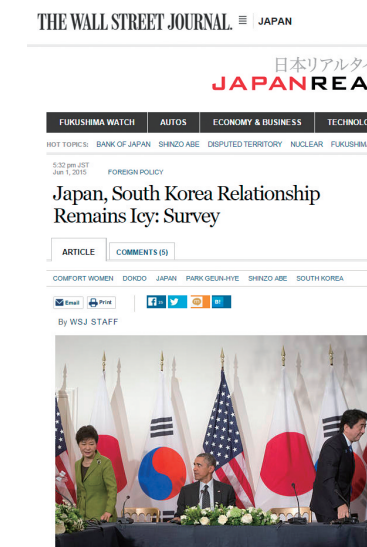 THE WALL STREET JOURNAL. ≡ JAPAN
日本リアルタイ
JAPANREA
FUKUSHIMA WATCH AUTOS ECONOMY & BUSINESS TECHNOLO
HOT TOPICS: BANK OF JAPAN SHINZO ABE DISPUTED TERRITORY NUCLEAR FUKUSHIM
5:32 pm JST
Jun 1, 2015 FOREIGN POLICY
Japan, South Korea Relationship
Remains Icy: Survey
ARTICLE COMMENTS (5)
COMFORT WOMEN DOKDO JAPAN PARK GEUN-HYE SHINZO ABE SOUTH KOREA
Email Print
By WSJ STAFF